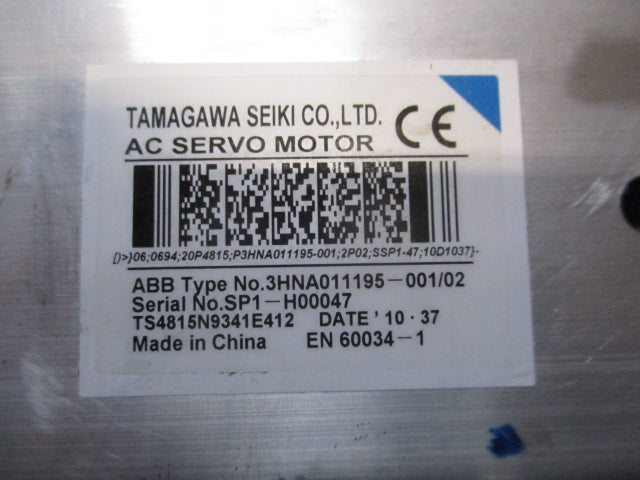 TAMAGAWA SEIKI CO.,LTD.
AC SERVO MOTOR
CE
[)>}06;0694;20P4815;P3HNA011195-001;2P02;SSP1-47;10D1037}-
ABB Type No.3HNA011195-001/02
Serial No.SP1-H00047
TS4815N9341E412 DATE '10・37
Made in China EN 60034-1